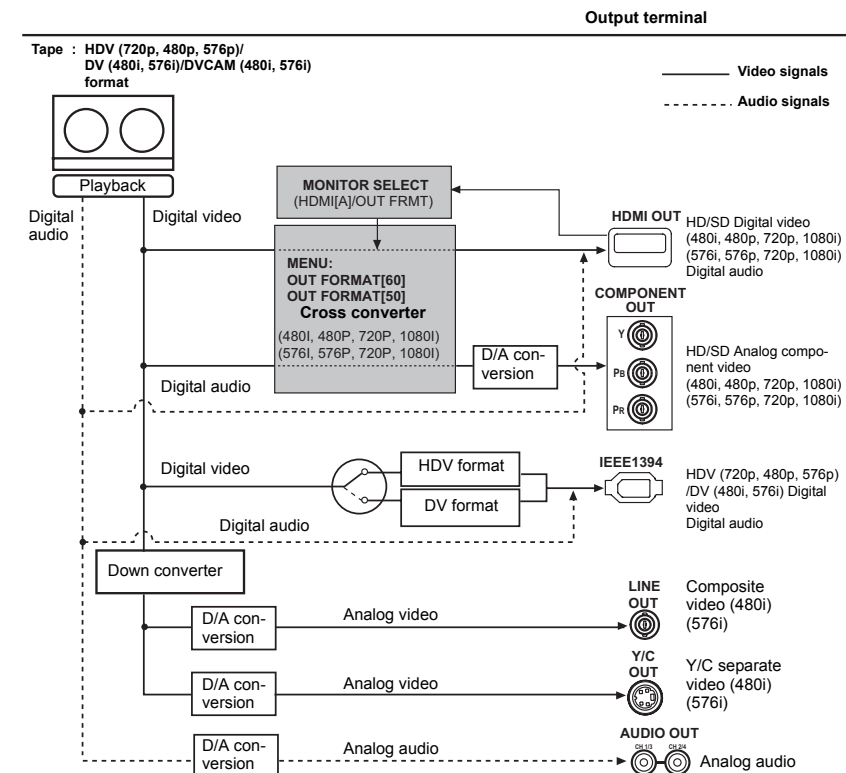 Output terminal
Tape : HDV (720p, 480p, 576p)/
DV (480i, 576i)/DVCAM (480i, 576i)
format
Video signals
Audio signals
Playback
Digital
audio
Digital video
MONITOR SELECT
(HDMI[A]/OUT FRMT)
MENU:
OUT FORMAT[60]
OUT FORMAT[50]
Cross converter
(480I, 480P, 720P, 1080I)
(576I, 576P, 720P, 1080I)
HDMI OUT
HD/SD Digital video
(480i, 480p, 720p, 1080i)
(576i, 576p, 720p, 1080i)
Digital audio
COMPONENT
OUT
Y
PB
PR
D/A con-
version
HD/SD Analog compo-
nent video
(480i, 480p, 720p, 1080i)
(576i, 576p, 720p, 1080i)
Digital audio
Digital video
HDV format
DV format
IEEE1394
HDV (720p, 480p, 576p)
/DV (480i, 576i) Digital
video
Digital audio
Digital audio
Down converter
D/A con-
version
Analog video
LINE
OUT
Composite
video (480i)
(576i)
D/A con-
version
Analog video
Y/C
OUT
Y/C separate
video (480i)
(576i)
D/A con-
version
Analog audio
AUDIO OUT
CH 1/3 CH 2/4
Analog audio